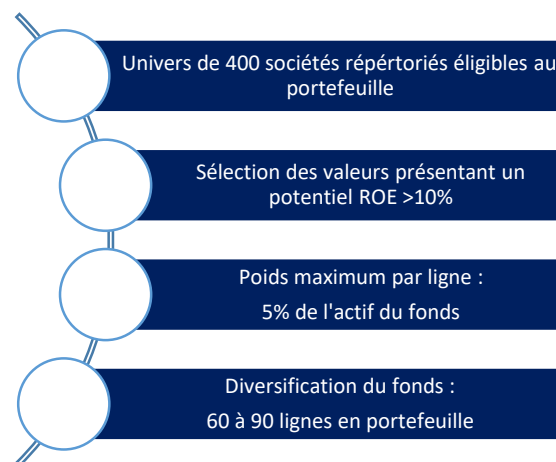 Univers de 400 sociétés répértoriés éligibles au
portefeuille
Sélection des valeurs présentant un
potentiel ROE >10%
Poids maximum par ligne :
5% de l'actif du fonds
Diversification du fonds :
60 à 90 lignes en portefeuille